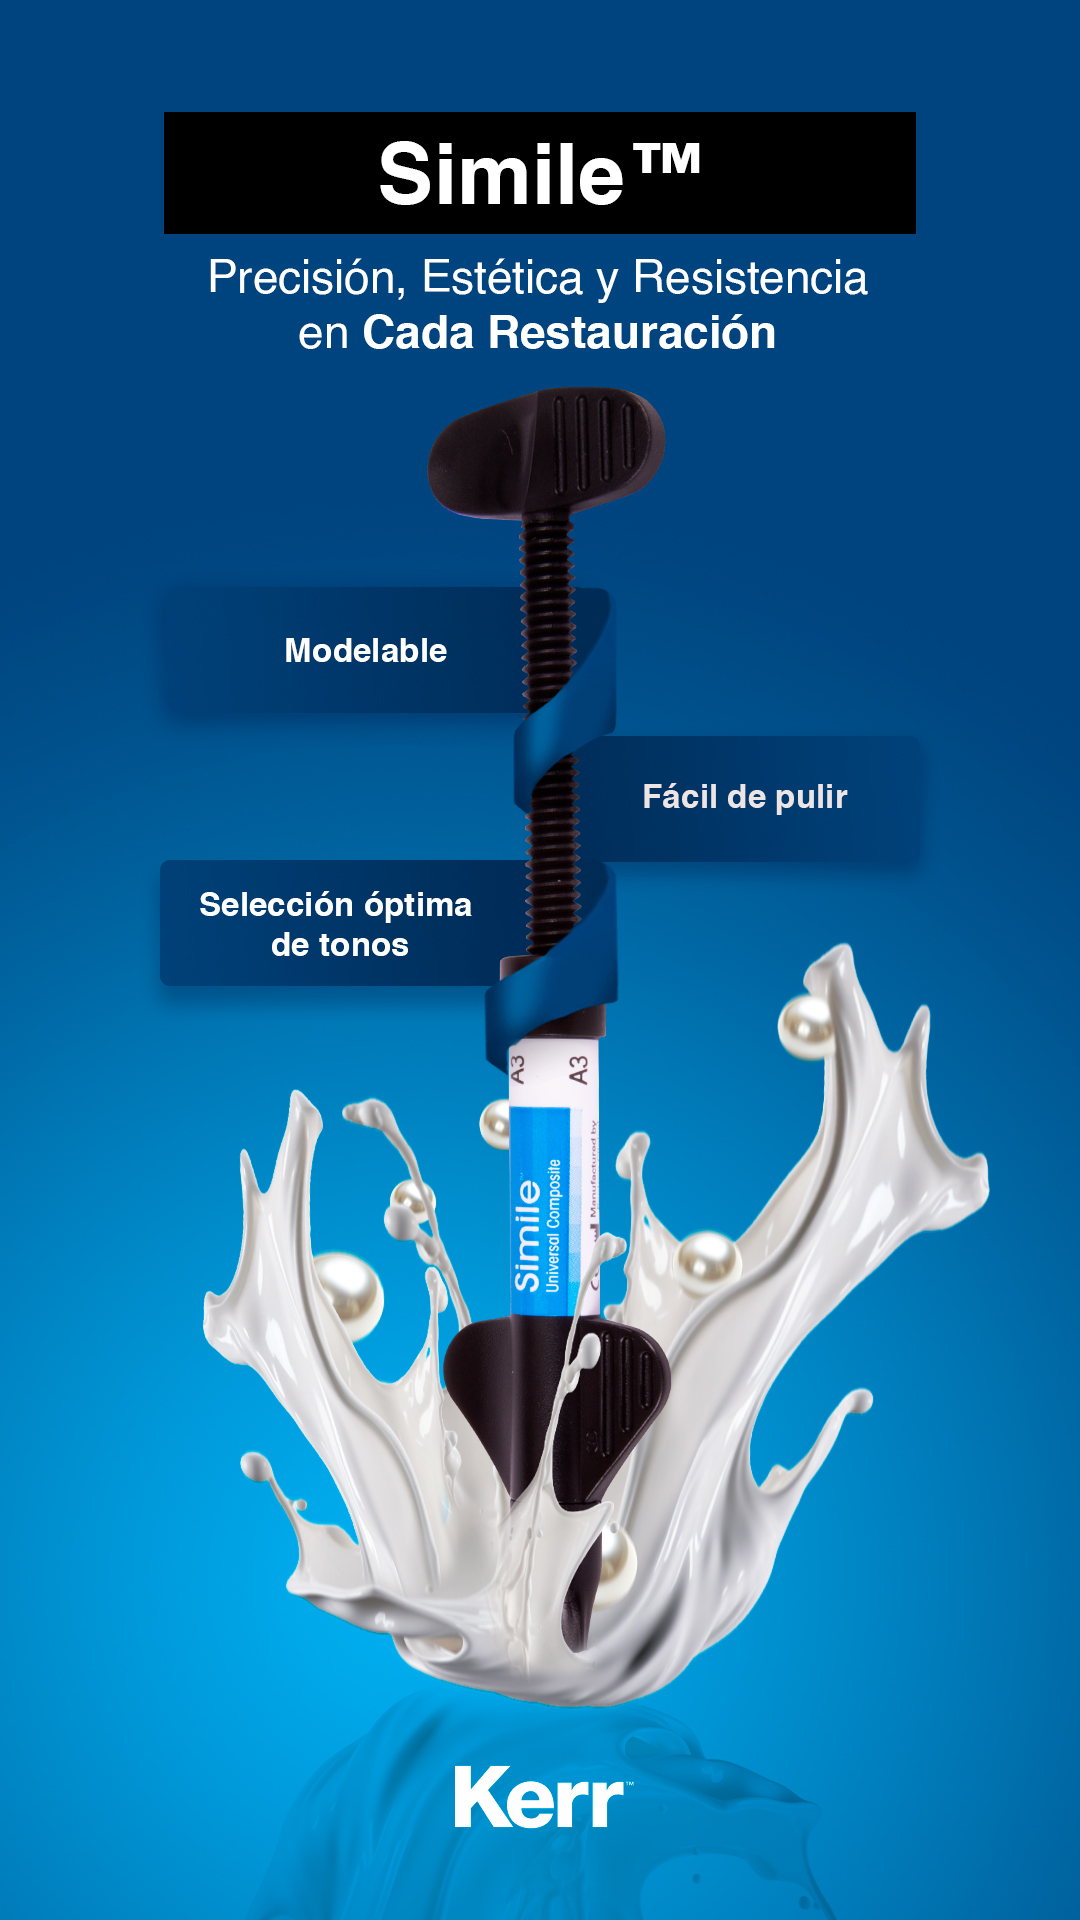 Simile™
Precisión, Estética y Resistencia
en Cada Restauración
Modelable
Fácil de pulir
Selección óptima
de tonos
A3
A3
Simile
Universal Composite
Manufactured by
Kerr™